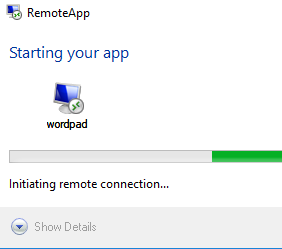 RemoteApp
Starting your app
wordpad
Initiating remote connection...
Show Details